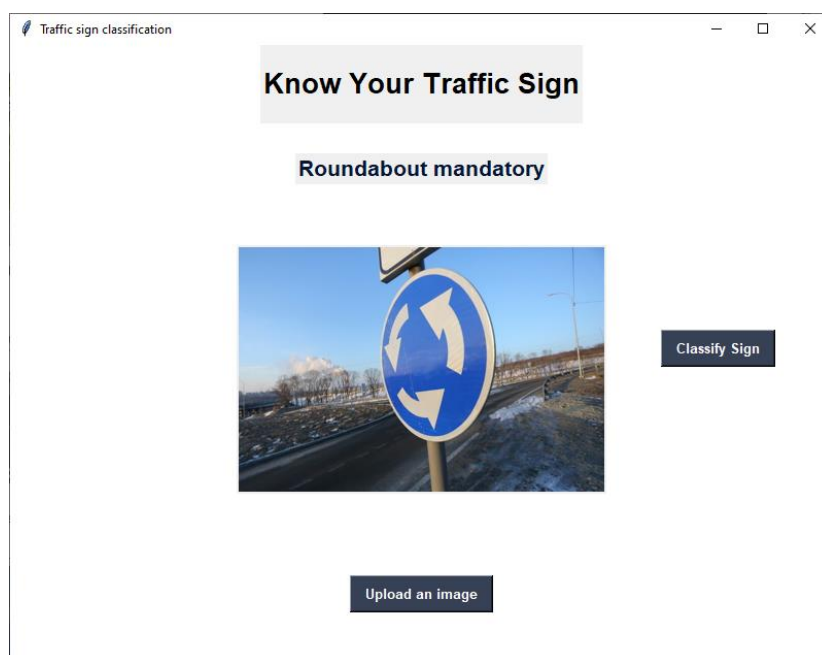 Traffic sign classification
Know Your Traffic Sign
Roundabout mandatory
Classify Sign
Upload an image